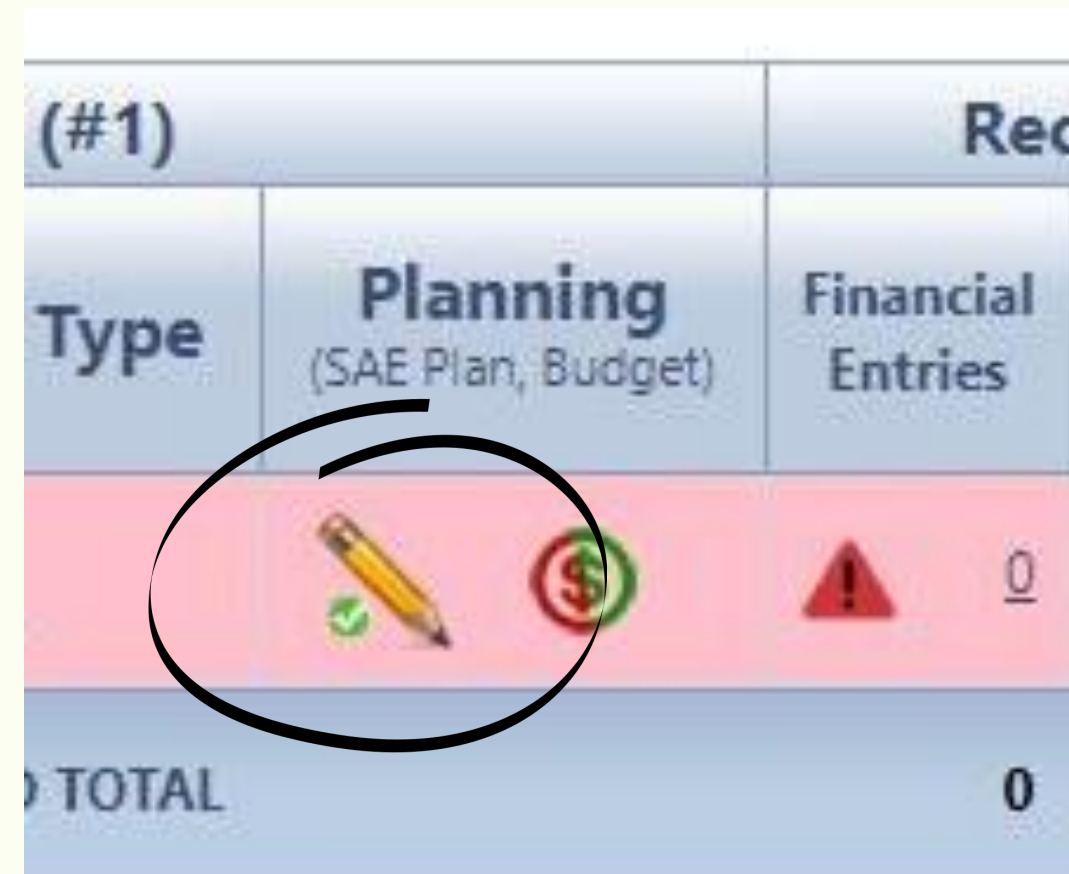 (#1)
Rec
Type
Planning
(SAE Plan, Budget)
Financial
Entries
0
TOTAL
0